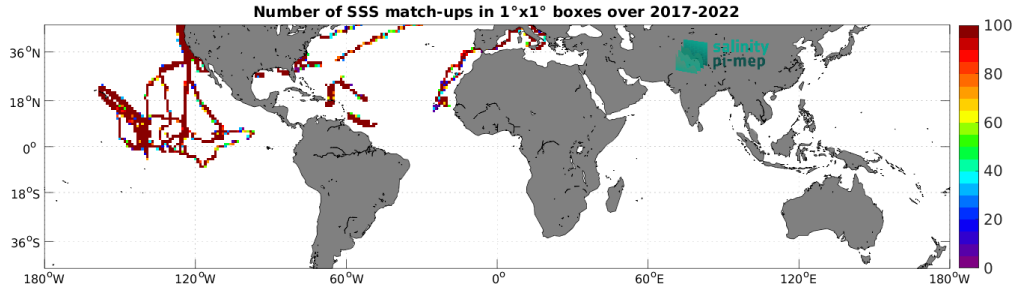 Number of SSS match-ups in 1°x1° boxes over 2017-2022
36°N
18°N
0°
18°S
36°S
180°W
120°W
60°W
0°
60°E
120°E
180°W
100
80
60
40
20
0
salinity
pi-mep